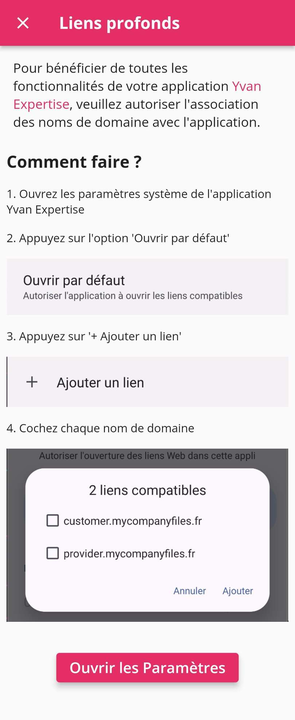 Liens profonds
Pour bénéficier de toutes les
fonctionnalités de votre application Yvan
Expertise, veuillez autoriser l'association
des noms de domaine avec l'application.
Comment faire ?
1. Ouvrez les paramètres système de l'application
Yvan Expertise
2. Appuyez sur l'option 'Ouvrir par défaut'
Ouvrir par défaut
Autoriser l'application à ouvrir les liens compatibles
3. Appuyez sur '+ Ajouter un lien'
+ Ajouter un lien
4. Cochez chaque nom de domaine
Autoriser l'ouverture des liens Web dans cette appli
2 liens compatibles
customer.mycompanyfiles.fr
provider.mycompanyfiles.fr
Annuler Ajouter
Ouvrir les Paramètres